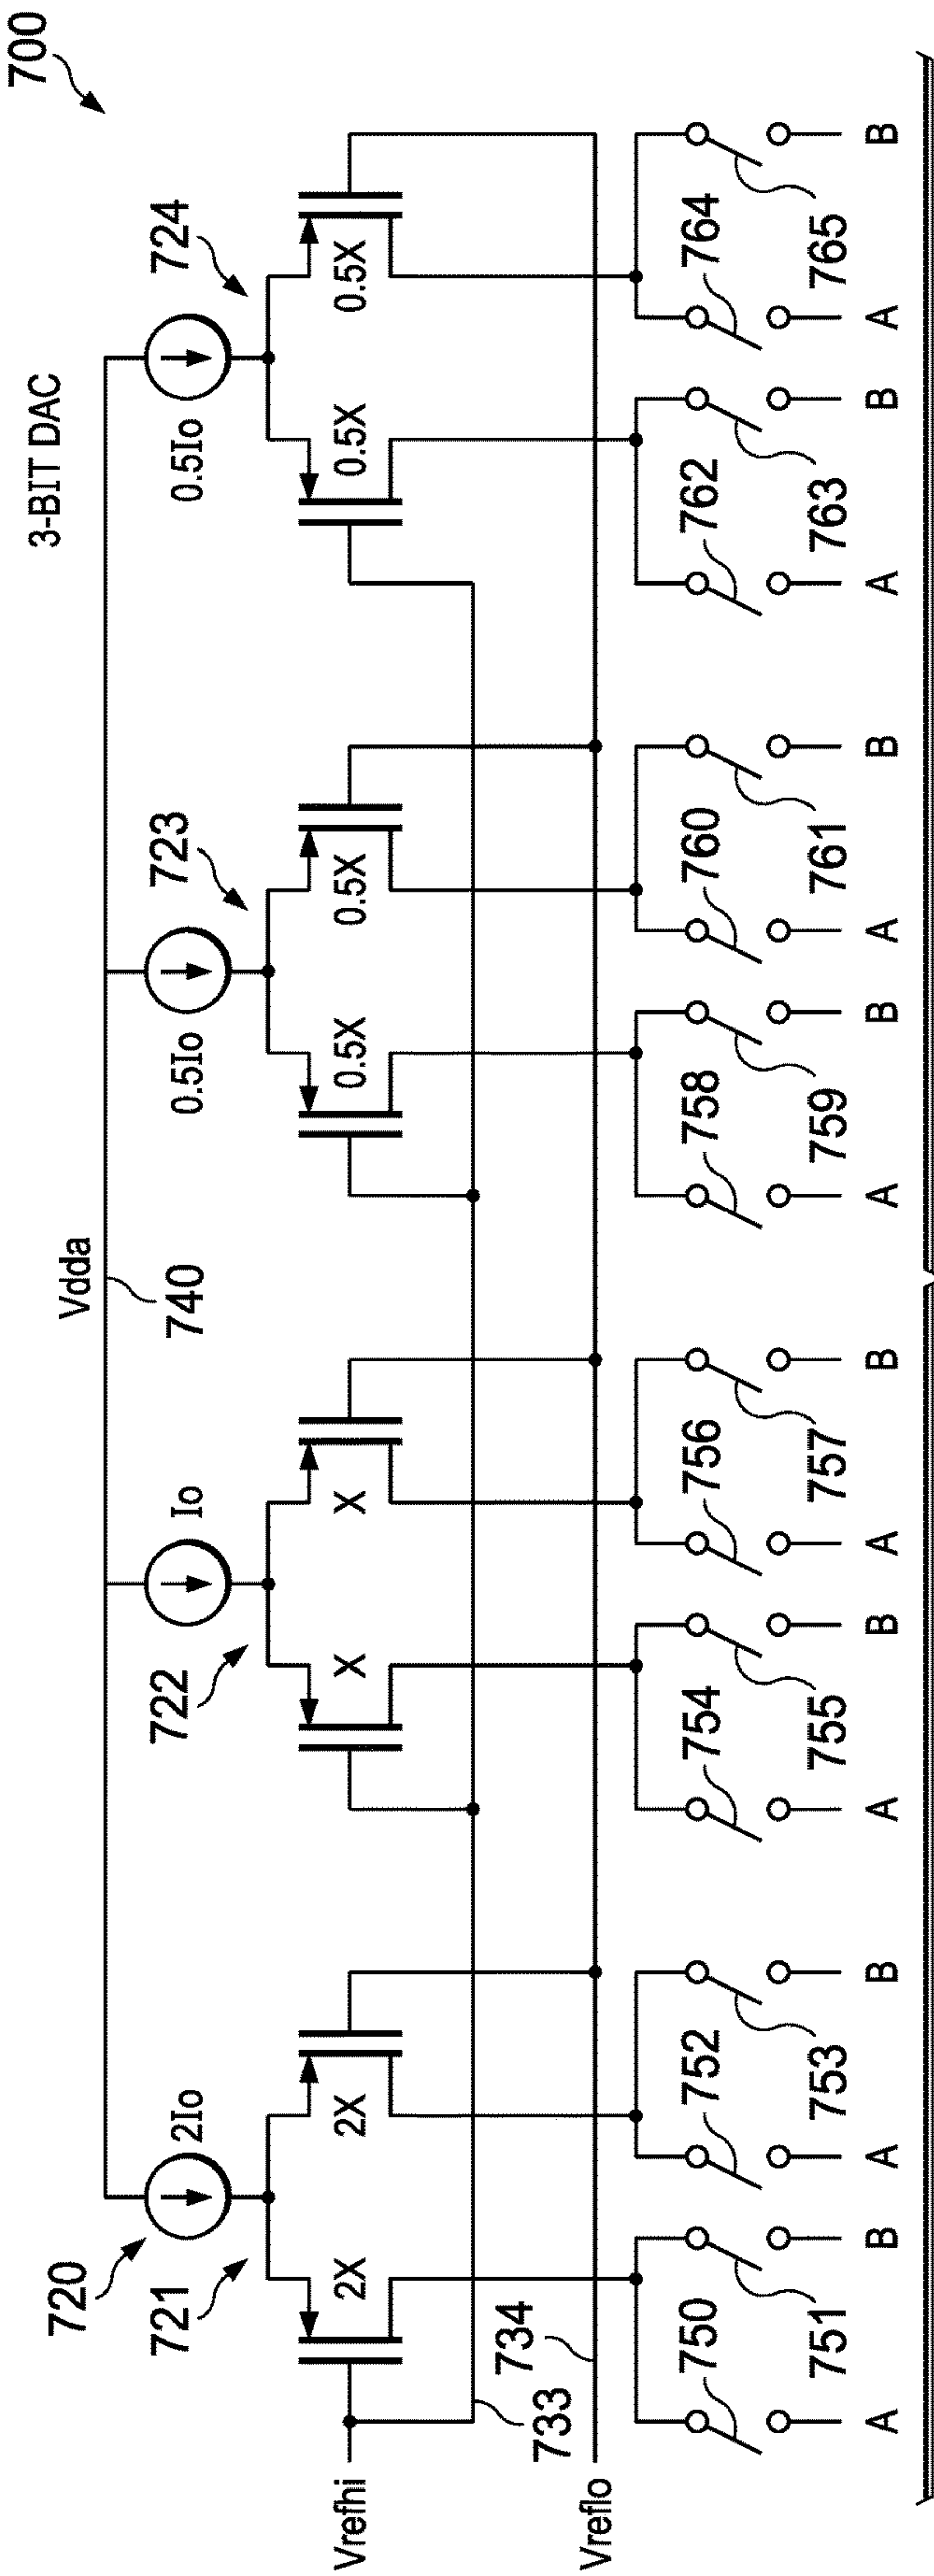 700
3-BIT DAC
Vdda
740
720
2Io
Io
0.5Io
0.5Io
721
722
723
724
2X
2X
X
X
0.5X
0.5X
0.5X
0.5X
Vrefhi
733
734
Vreflo
750
752
754
756
758
760
762
764
751
753
755
757
759
761
763
765
A
B
A
B
A
B
A
B
A
B
A
B
A
B
A
B